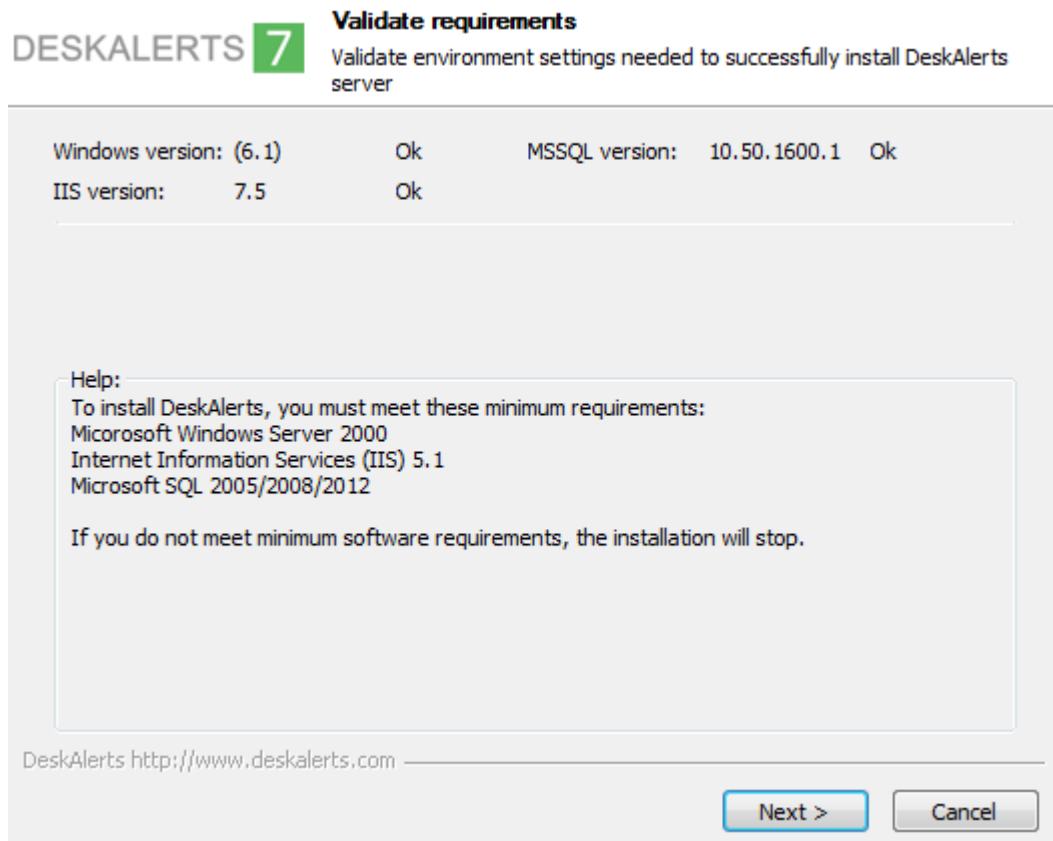 DESKALERTS 7
Validate requirements
Validate environment settings needed to successfully install DeskAlerts
server
Windows version: (6.1) Ok MSSQL version: 10.50.1600.1 Ok
IIS version: 7.5 Ok
Help:
To install DeskAlerts, you must meet these minimum requirements:
Micorosoft Windows Server 2000
Internet Information Services (IIS) 5.1
Microsoft SQL 2005/2008/2012
If you do not meet minimum software requirements, the installation will stop.
DeskAlerts http://www.deskalerts.com
Next > Cancel